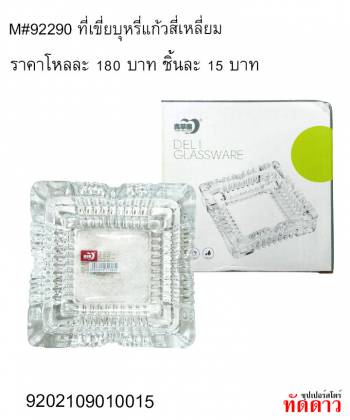 M#92290 ที่เขี่ยบุหรี่แก้วสี่เหลี่ยม
ราคาโหลละ 180 บาท ชิ้นละ 15 บาท
DELI
GLASSWARE
9202109010015
ซุปเปอร์สโตร์
ทัดดาว